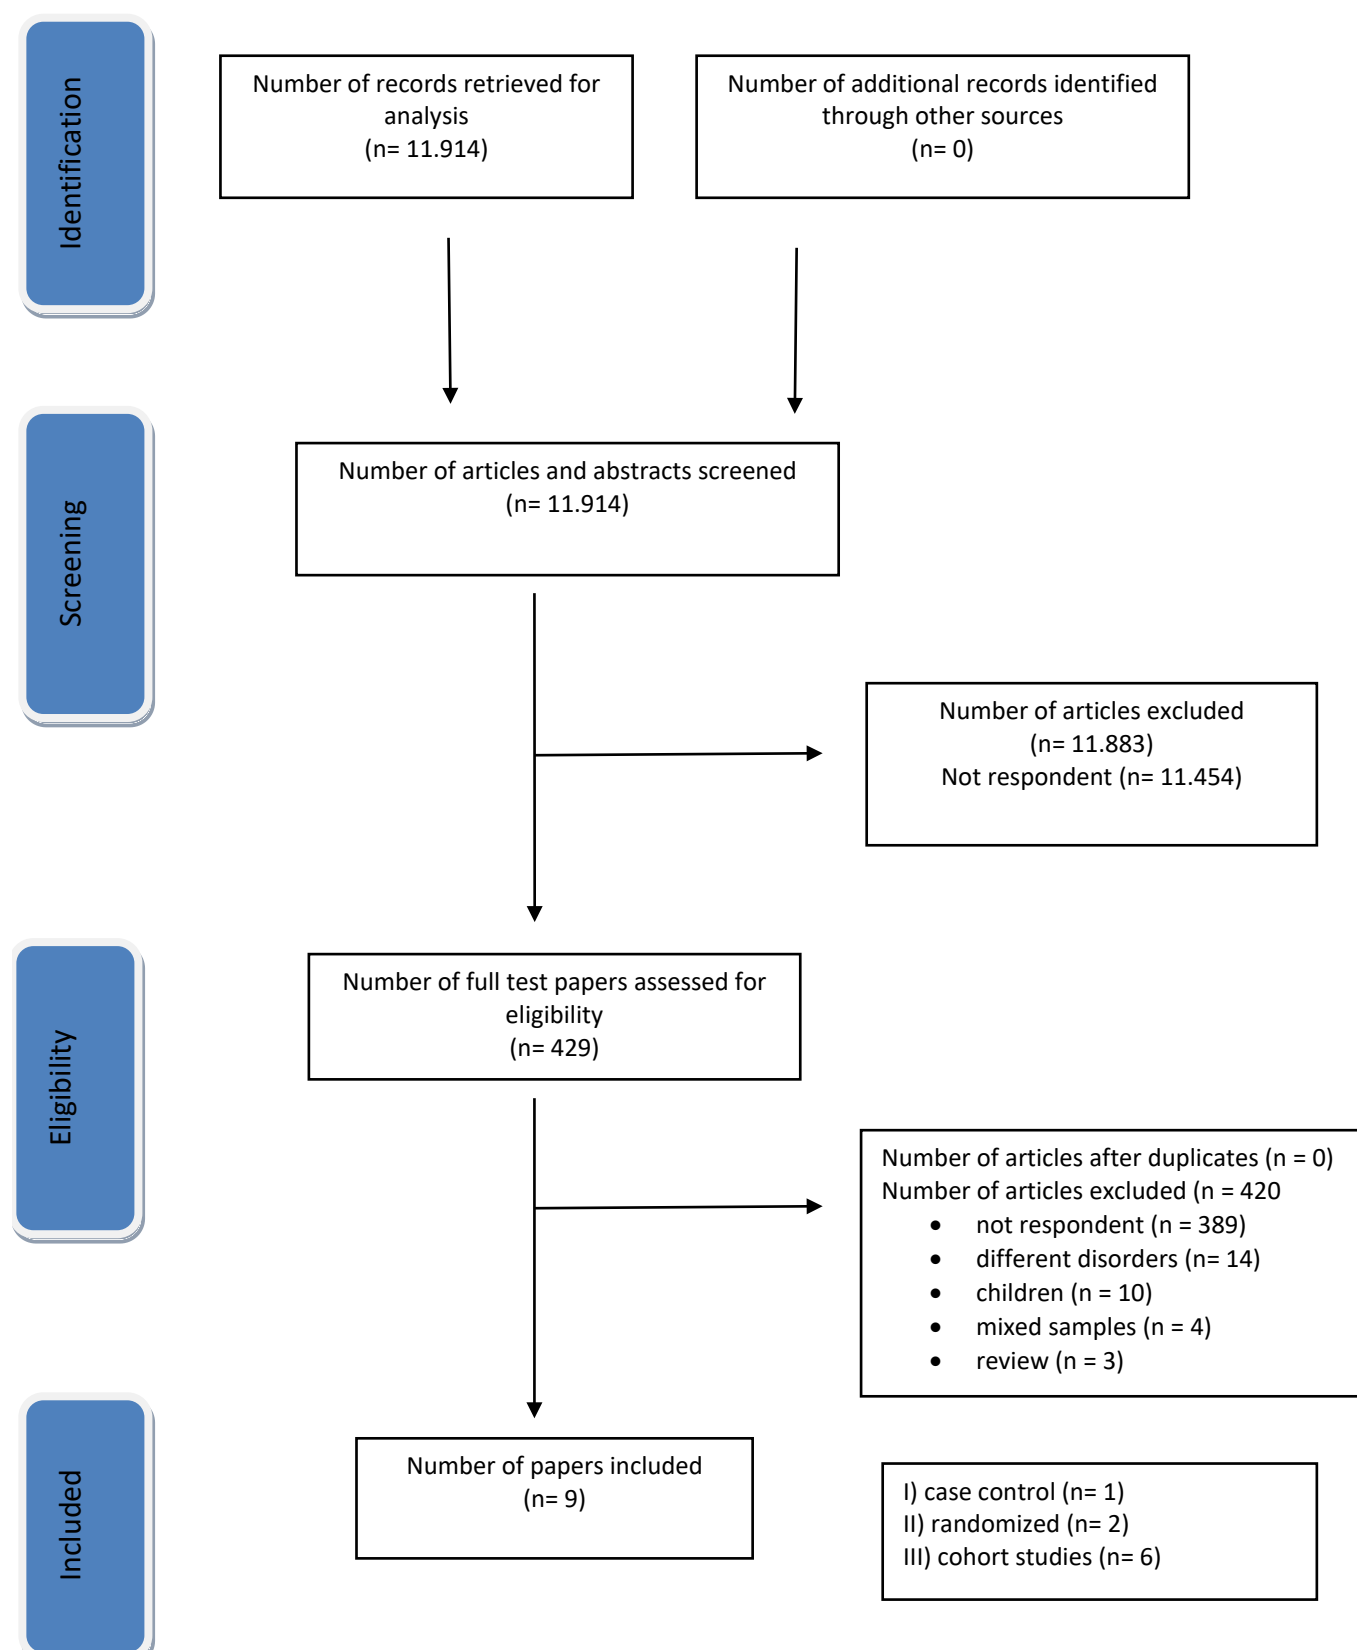 Identification
Number of records retrieved for
analysis
(n= 11.914)
Number of additional records identified
through other sources
(n= 0)
Screening
Number of articles and abstracts screened
(n= 11.914)
Number of articles excluded
(n= 11.883)
Not respondent (n= 11.454)
Eligibility
Number of full test papers assessed for
eligibility
(n= 429)
Number of articles after duplicates (n = 0)
Number of articles excluded (n = 420
• not respondent (n = 389)
• different disorders (n= 14)
• children (n = 10)
• mixed samples (n = 4)
• review (n = 3)
Included
Number of papers included
(n= 9)
I) case control (n= 1)
II) randomized (n= 2)
III) cohort studies (n= 6)